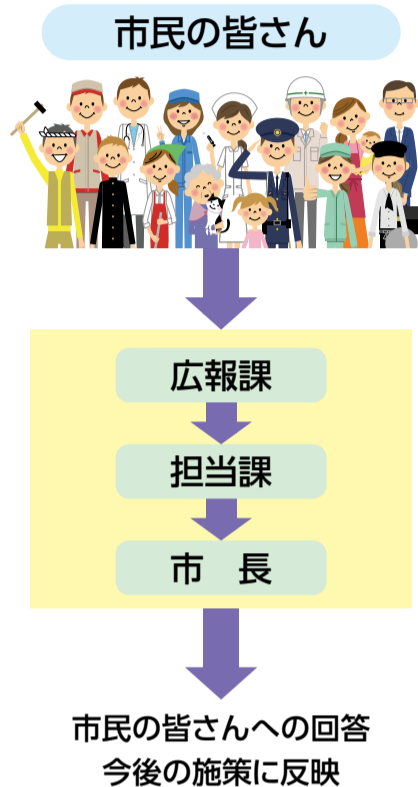 市民の皆さん
広報課
担当課
市　長
市民の皆さんへの回答
今後の施策に反映